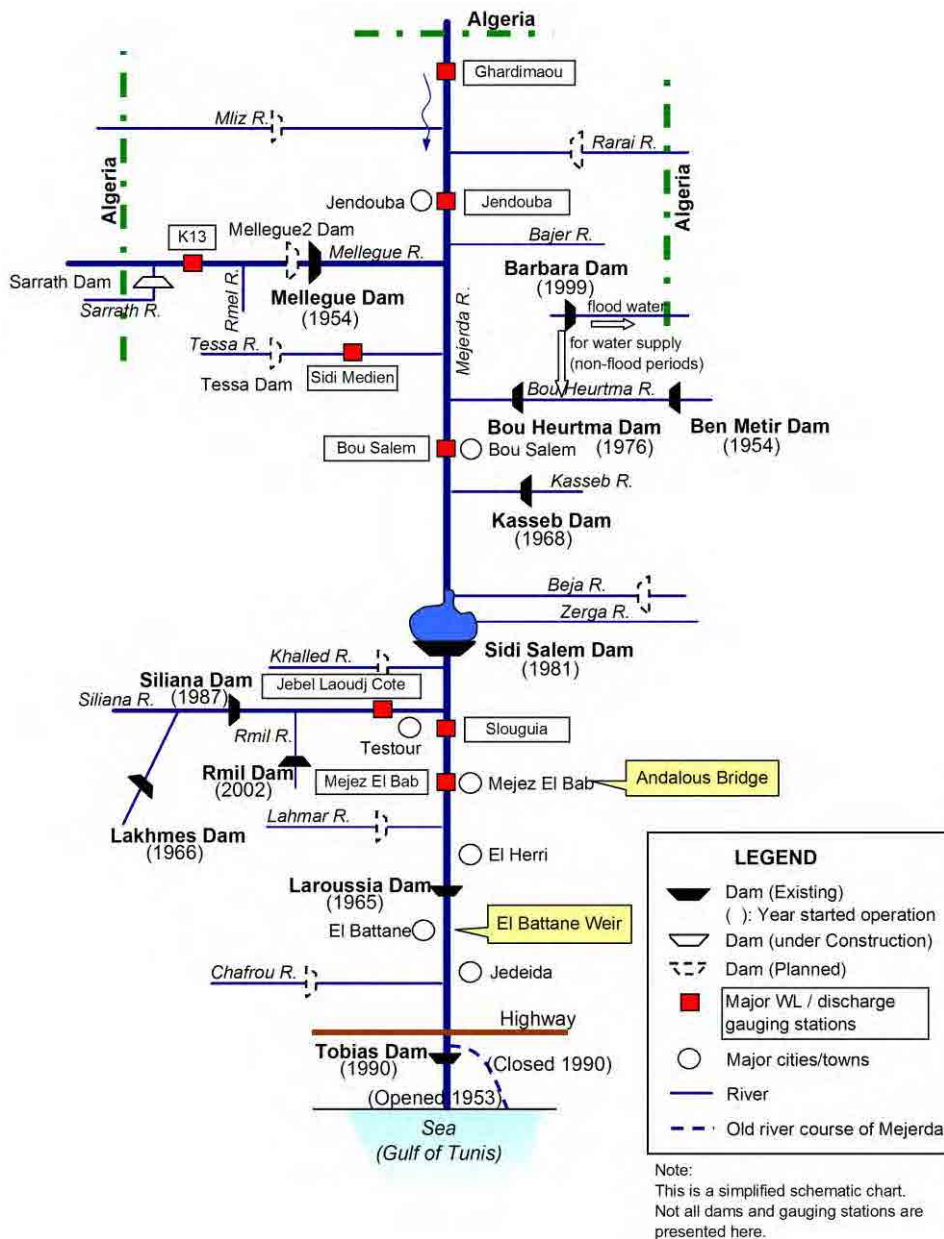 Algeria
Ghardimaou
Mliz R.
Rarai R.
Algeria
Algeria
Jendouba
Jendouba
K13
Mellegue2 Dam
Mellegue R.
Bajer R.
Barbara Dam
(1999)
flood water
Sarrath Dam
Sarrath R.
Rmel R.
Mellegue Dam
(1954)
Mejerda R.
for water supply
(non-flood periods)
Tessa R.
Tessa Dam
Sidi Medien
Bou Heurtma R.
Bou Heurtma Dam
(1976)
Ben Metir Dam
(1954)
Bou Salem
Bou Salem
Kasseb R.
Kasseb Dam
(1968)
Beja R.
Zerga R.
Sidi Salem Dam
(1981)
Khalled R.
Siliana Dam
(1987)
Jebel Laoudj Cote
Siliana R.
Rmil R.
Testour
Slouguia
Rmil Dam
(2002)
Mejez El Bab
Mejez El Bab
Andalous Bridge
Lakhmes Dam
(1966)
Lahmar R.
El Herri
Laroussia Dam
(1965)
El Battane
El Battane Weir
Chafrou R.
Jedeida
Highway
Tobias Dam
(1990)
(Closed 1990)
(Opened 1953)
Sea
(Gulf of Tunis)
LEGEND
Dam (Existing)
( ): Year started operation
Dam (under Construction)
Dam (Planned)
Major WL / discharge
gauging stations
Major cities/towns
River
Old river course of Mejerda
Note:
This is a simplified schematic chart.
Not all dams and gauging stations are
presented here.